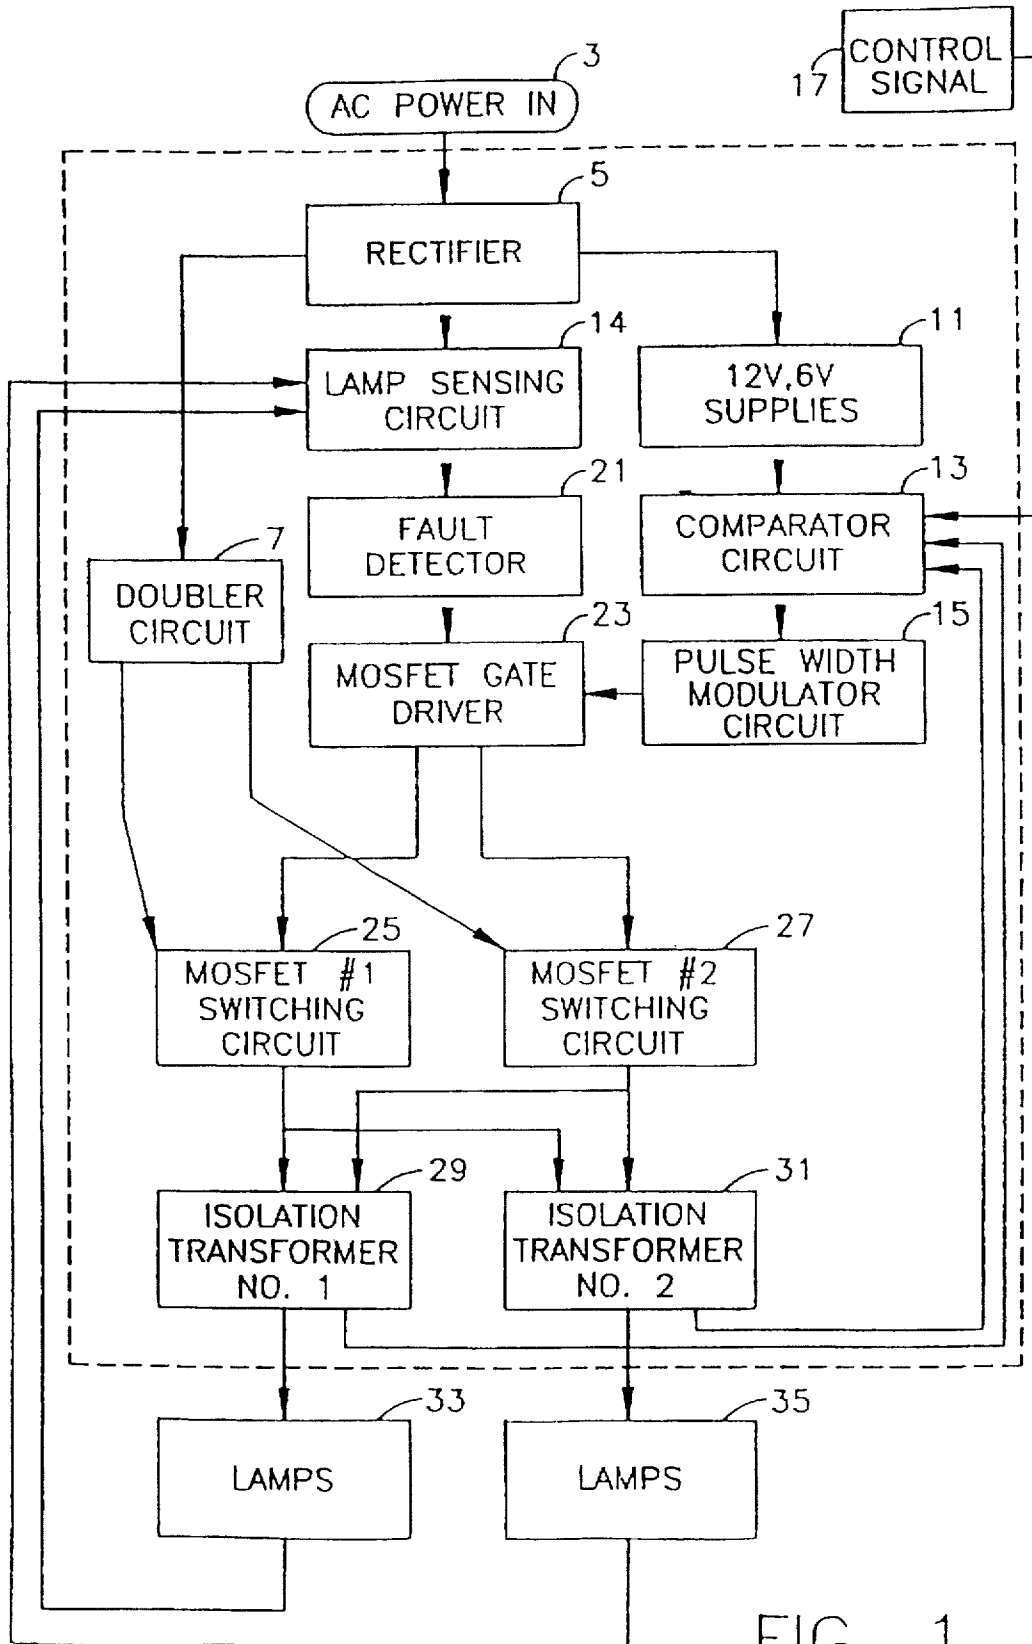 3
AC POWER IN
17
CONTROL
SIGNAL
5
RECTIFIER
14
LAMP SENSING
CIRCUIT
11
12V,6V
SUPPLIES
21
FAULT
DETECTOR
13
COMPARATOR
CIRCUIT
7
DOUBLER
CIRCUIT
23
MOSFET GATE
DRIVER
15
PULSE WIDTH
MODULATOR
CIRCUIT
25
MOSFET #1
SWITCHING
CIRCUIT
27
MOSFET #2
SWITCHING
CIRCUIT
29
ISOLATION
TRANSFORMER
NO. 1
31
ISOLATION
TRANSFORMER
NO. 2
33
LAMPS
35
LAMPS
FIG. 1